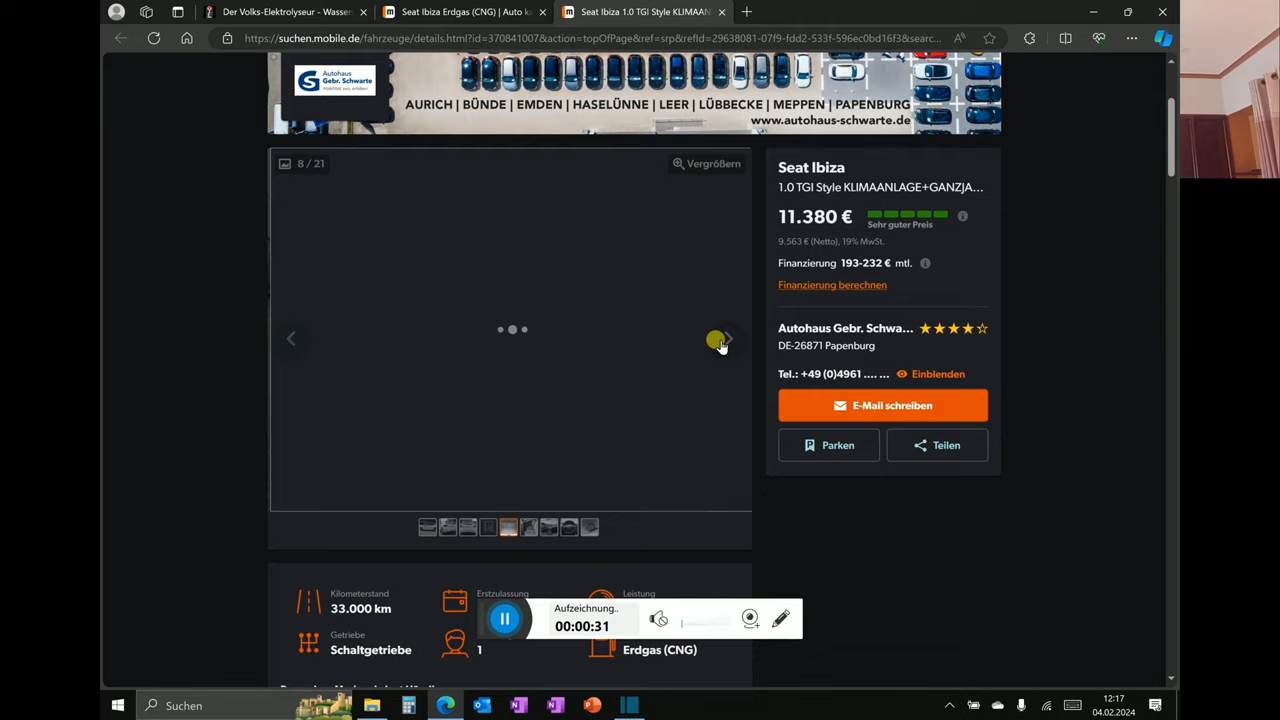 Der Volks-Elektrolyseur - Wasser
Seat Ibiza Erdgas (CNG) | Auto ka
Seat Ibiza 1.0 TGI Style KLIMAAN
https://suchen.mobile.de/fahrzeuge/details.html?id=370841007&action=topOfPage&ref=srp&refId=29638081-07f9-fdd2-533f-596ec0bd16f3&searc...
Autohaus
Gebr. Schwarte
AURICH | BÜNDE | EMDEN | HASELÜNNE | LEER | LÜBBECKE | MEPPEN | PAPENBURG
www.autohaus-schwarte.de
8 / 21
Vergrößern
Seat Ibiza
1.0 TGI Style KLIMAANLAGE+GANZJA...
11.380 €
Sehr guter Preis
9.563 € (Netto), 19% MwSt.
Finanzierung 193-232 € mtl.
Finanzierung berechnen
Autohaus Gebr. Schwa...
DE-26871 Papenburg
Tel.: +49 (0)4961 .... ... Einblenden
E-Mail schreiben
Parken
Teilen
Kilometerstand
33.000 km
Erstzulassung
Leistung
Getriebe
Schaltgetriebe
1
Erdgas (CNG)
Aufzeichnung..
00:00:31
Suchen
12:17
04.02.2024